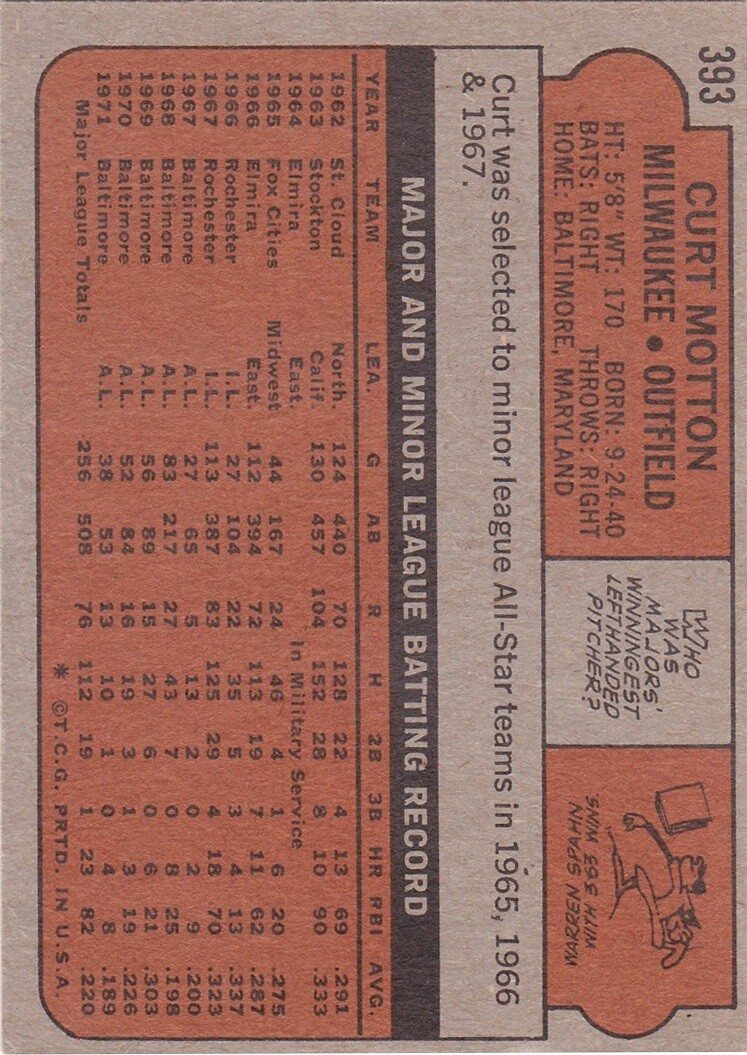 393
CURT MOTTON
MILWAUKEE • OUTFIELD
HT: 5'8" WT: 170 BORN: 9-24-40
BATS: RIGHT THROWS: RIGHT
HOME: BALTIMORE, MARYLAND
WHO
WAS
MAJORS'
WINNINGEST
LEFTHANDED
PITCHER?
WARREN SPAHN
WITH 363 WINS
Curt was selected to minor league All-Star teams in 1965, 1966
& 1967.
MAJOR AND MINOR LEAGUE BATTING RECORD
YEAR TEAM LEA. G AB R H 2B 3B HR RBI AVG.
1962 St. Cloud North. 124 440 70 128 22 4 13 69 .291
1963 Stockton Calif. 130 457 104 152 28 8 10 90 .333
1964 Elmira East. In Military Service
1965 Fox Cities Midwest 44 167 24 46 4 1 6 20 .275
1966 Elmira East. 112 394 72 113 19 7 11 62 .287
1966 Rochester I.L. 27 104 22 35 5 3 4 13 .337
1967 Rochester I.L. 113 387 83 125 29 4 18 70 .323
1967 Baltimore A.L. 27 65 5 13 2 0 2 9 .200
1968 Baltimore A.L. 83 217 27 43 7 0 8 25 .198
1969 Baltimore A.L. 56 89 15 27 6 0 6 21 .303
1970 Baltimore A.L. 52 84 16 19 3 1 3 19 .226
1971 Baltimore A.L. 38 53 13 10 1 0 4 8 .189
Major League Totals 256 508 76 112 19 1 23 82 .220
* ©T.C.G. PRTD. IN U.S.A.